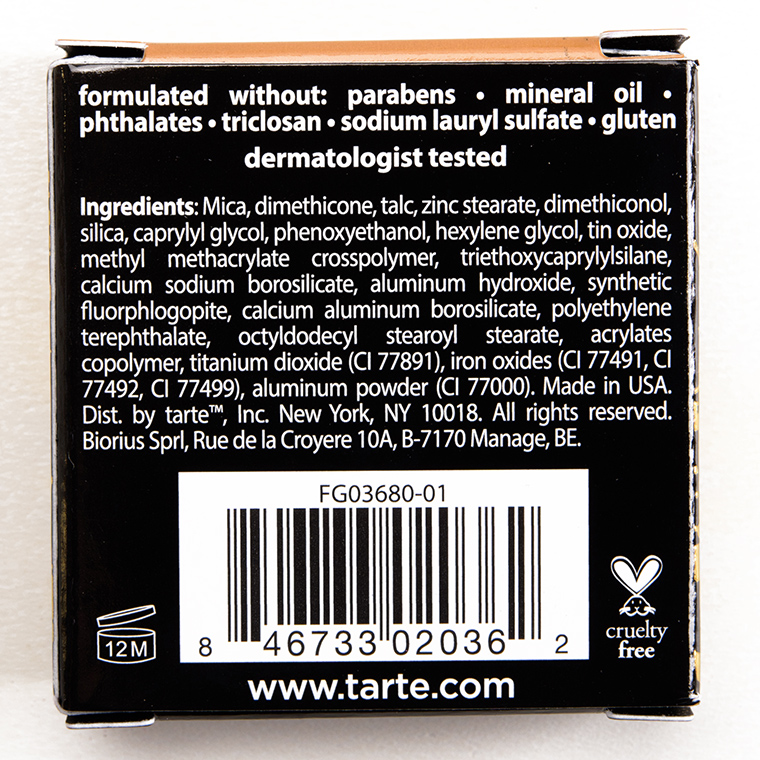 formulated without: parabens • mineral oil •
phthalates • triclosan • sodium lauryl sulfate • gluten
dermatologist tested
Ingredients: Mica, dimethicone, talc, zinc stearate, dimethiconol,
silica, caprylyl glycol, phenoxyethanol, hexylene glycol, tin oxide,
methyl methacrylate crosspolymer, triethoxycaprylylsilane,
calcium sodium borosilicate, aluminum hydroxide, synthetic
fluorphlogopite, calcium aluminum borosilicate, polyethylene
terephthalate, octyldodecyl stearoyl stearate, acrylates
copolymer, titanium dioxide (CI 77891), iron oxides (CI 77491, CI
77492, CI 77499), aluminum powder (CI 77000). Made in USA.
Dist. by tarte™, Inc. New York, NY 10018. All rights reserved.
Biorius Sprl, Rue de la Croyere 10A, B-7170 Manage, BE.
FG03680-01
8 46733 02036 2
12M
cruelty
free
www.tarte.com